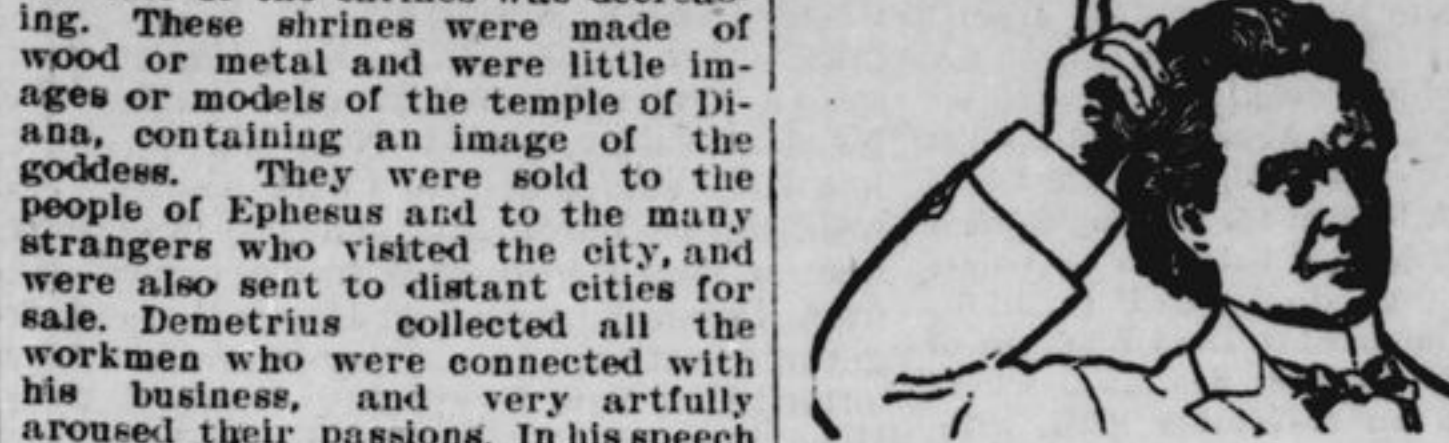 ing. These shrines were made of
wood or metal and were little im-
ages or models of the temple of Di-
ana, containing an image of the
goddess. They were sold to the
people of Ephesus and to the many
strangers who visited the city, and
were also sent to distant cities for
sale. Demetrius collected all the
workmen who were connected with
his business, and very artfully
aroused their passions. In his speech